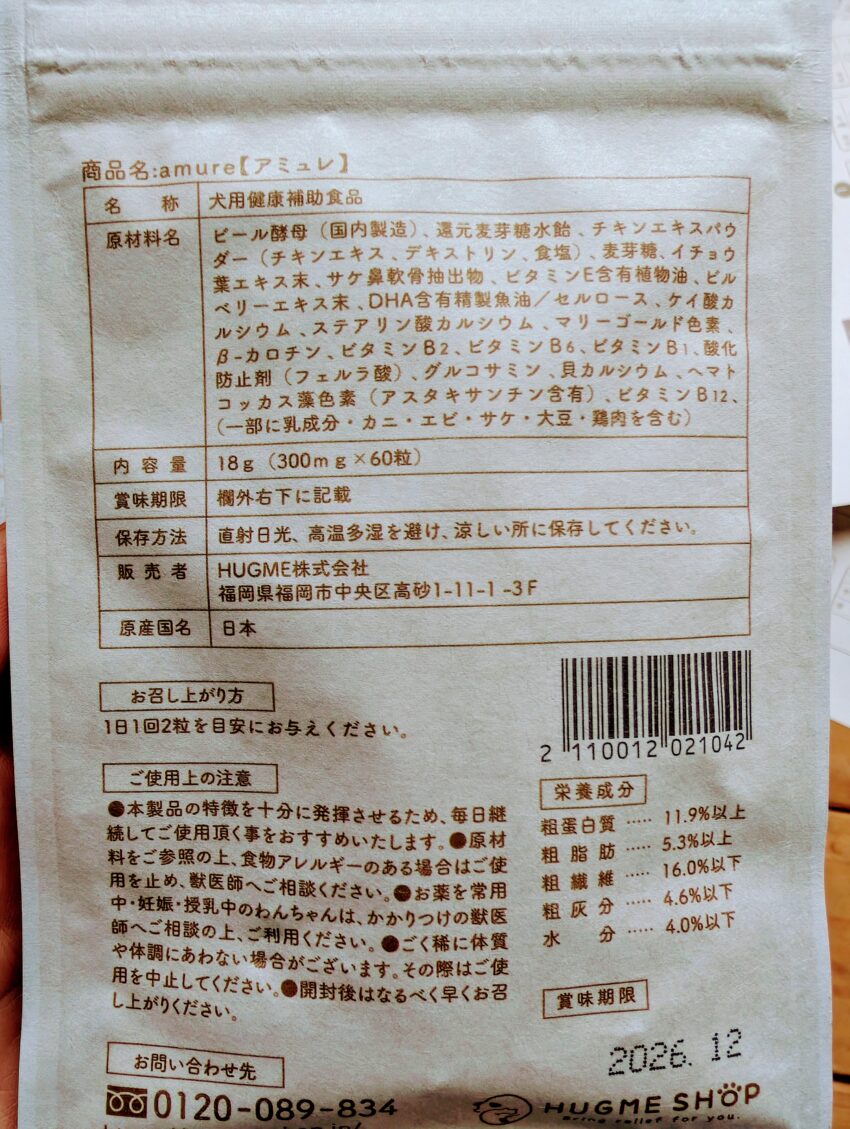 商品名:amure【アミュレ】
名称 犬用健康補助食品
原材料名 ビール酵母(国内製造)、還元麦芽糖水飴、チキンエキスパウ
ダー(チキンエキス、デキストリン、食塩)、麦芽糖、イチョウ
葉エキス末、サケ鼻軟骨抽出物、ビタミンE含有植物油、ビル
ベリーエキス末、DHA含有精製魚油/セルロース、ケイ酸カ
ルシウム、ステアリン酸カルシウム、マリーゴールド色素、
β-カロチン、ビタミンB2、ビタミンB6、ビタミンB1、酸化
防止剤(フェルラ酸)、グルコサミン、貝カルシウム、ヘマト
コッカス藻色素(アスタキサンチン含有)、ビタミンB12、
(一部に乳成分・カニ・エビ・サケ・大豆・鶏肉を含む)
内容量 18g(300mg×60粒)
賞味期限 欄外右下に記載
保存方法 直射日光、高温多湿を避け、涼しい所に保存してください。
販売者 HUGME株式会社
福岡県福岡市中央区高砂1-11-1-3F
原産国名 日本
お召し上がり方
1日1回2粒を目安にお与えください。
2 110012 021042
ご使用上の注意
●本製品の特徴を十分に発揮させるため、毎日継
続してご使用頂く事をおすすめいたします。●原材
料をご参照の上、食物アレルギーのある場合はご使
用を止め、獣医師へご相談ください。●お薬を常用
中・妊娠・授乳中のわんちゃんは、かかりつけの獣医
師へご相談の上、ご利用ください。●ごく稀に体質
や体調にあわない場合がございます。その際はご使
用を中止してください。●開封後はなるべく早くお召
し上がりください。
栄養成分
粗蛋白質 ‥‥ 11.9%以上
粗脂肪 ‥‥ 5.3%以上
粗繊維 ‥‥ 16.0%以下
粗灰分 ‥‥ 4.6%以下
水分 ‥‥ 4.0%以下
賞味期限
2026. 12
お問い合わせ先
0120-089-834
HUGME SHOP
Bring relief for you.